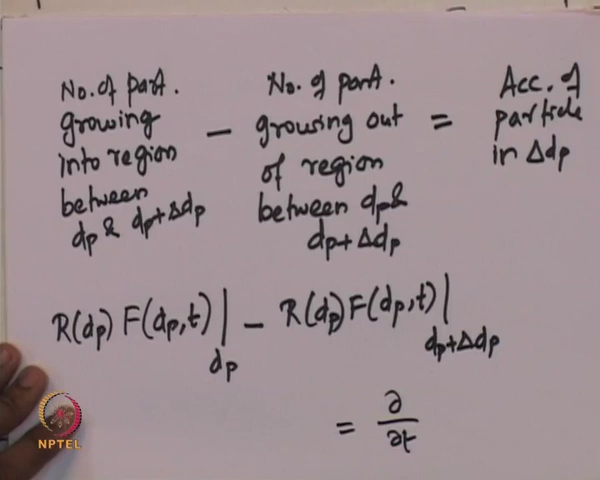 No. of part. growing into region between dp & dp+Δdp − No. of part. growing out of region between dp & dp+Δdp = Acc. of particle in Δdp
R(dp) F(dp,t)|dp − R(dp) F(dp,t)|dp+Δdp
= ∂/∂t
NPTEL